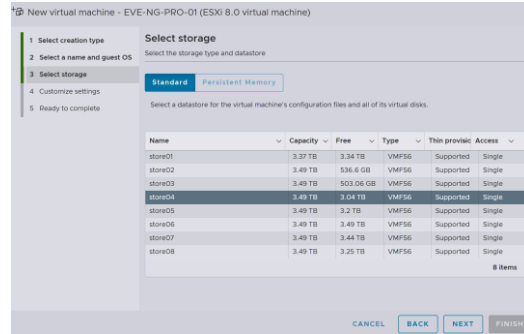 New virtual machine - EVE-NG-PRO-01 (ESXi 8.0 virtual machine)
1 Select creation type
2 Select a name and guest OS
3 Select storage
4 Customize settings
5 Ready to complete
Select storage
Select the storage type and datastore
Standard Persistent Memory
Select a datastore for the virtual machine's configuration files and all of its virtual disks.
Name Capacity Free Type Thin provisic Access
store01 3.37 TB 3.34 TB VMFS6 Supported Single
store02 3.49 TB 536.6 GB VMFS6 Supported Single
store03 3.49 TB 503.06 GB VMFS6 Supported Single
store04 3.49 TB 3.04 TB VMFS6 Supported Single
store05 3.49 TB 3.2 TB VMFS6 Supported Single
store06 3.49 TB 3.49 TB VMFS6 Supported Single
store07 3.49 TB 3.44 TB VMFS6 Supported Single
store08 3.49 TB 3.25 TB VMFS6 Supported Single
8 items
CANCEL BACK NEXT FINISH